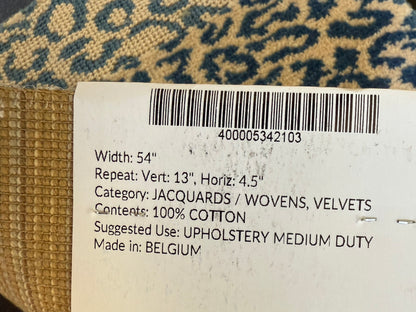 400005342103
Width: 54"
Repeat: Vert: 13", Horiz: 4.5"
Category: JACQUARDS / WOVENS, VELVETS
Contents: 100% COTTON
Suggested Use: UPHOLSTERY MEDIUM DUTY
Made in: BELGIUM